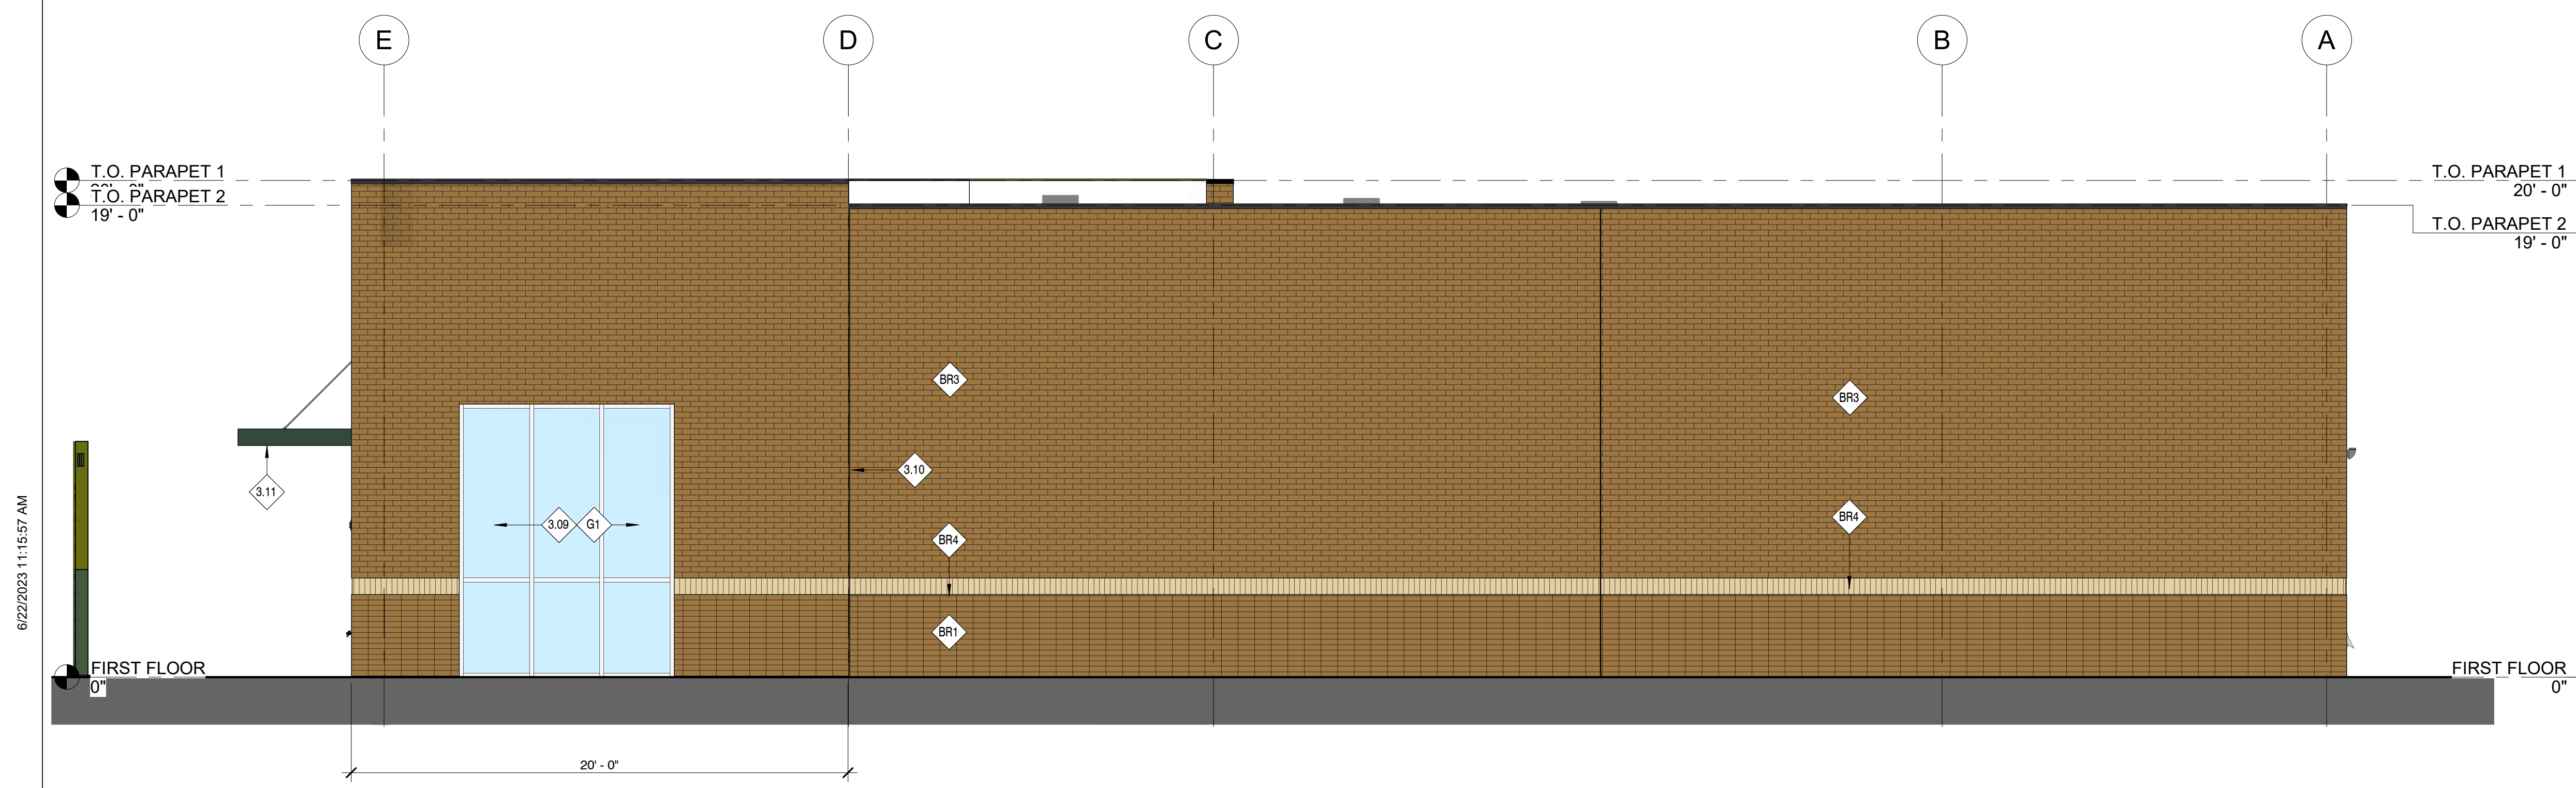 E
D
C
B
A
T.O. PARAPET 1
T.O. PARAPET 2
19' - 0"
T.O. PARAPET 1
20' - 0"
T.O. PARAPET 2
19' - 0"
BR3
BR3
3.10
3.11
BR4
3.09
G1
BR4
BR1
6/22/2023 11:15:57 AM
FIRST FLOOR
0"
FIRST FLOOR
0"
20' - 0"